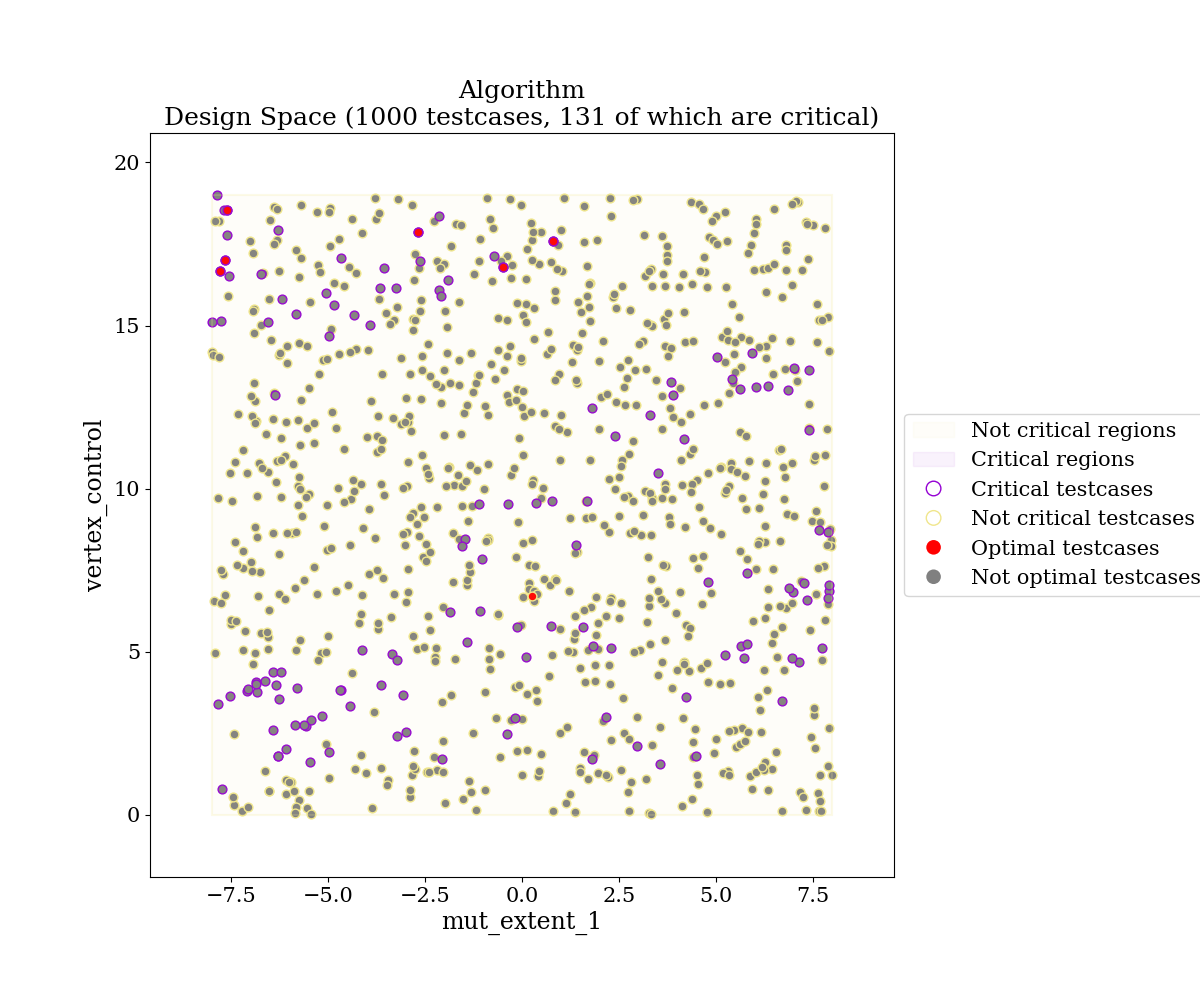 Algorithm
Design Space (1000 testcases, 131 of which are critical)
20
15
10
5
0
vertex_control
−7.5
−5.0
−2.5
0.0
2.5
5.0
7.5
mut_extent_1
Not critical regions
Critical regions
Critical testcases
Not critical testcases
Optimal testcases
Not optimal testcases